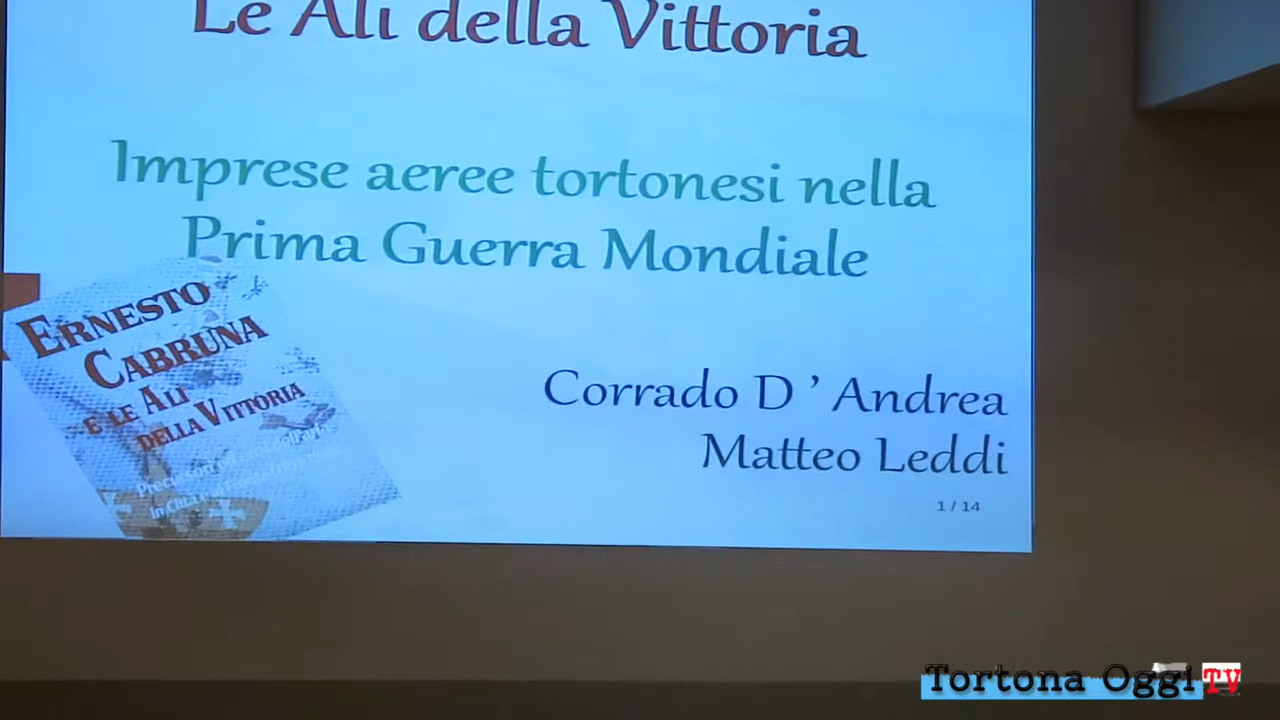 Le Ali della Vittoria
Imprese aeree tortonesi nella
Prima Guerra Mondiale
ERNESTO
CABRUNA
E LE ALI
DELLA VITTORIA
Corrado D ’ Andrea
Matteo Leddi
1 / 14
Tortona Oggi TV